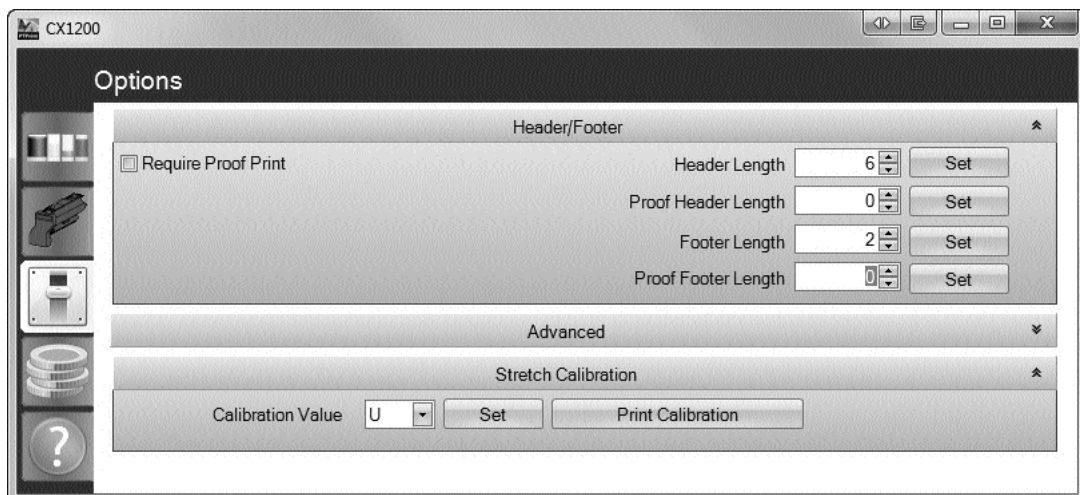 CX1200
Options
Header/Footer
Require Proof Print
Header Length 6 Set
Proof Header Length 0 Set
Footer Length 2 Set
Proof Footer Length 0 Set
Advanced
Stretch Calibration
Calibration Value U Set Print Calibration
?